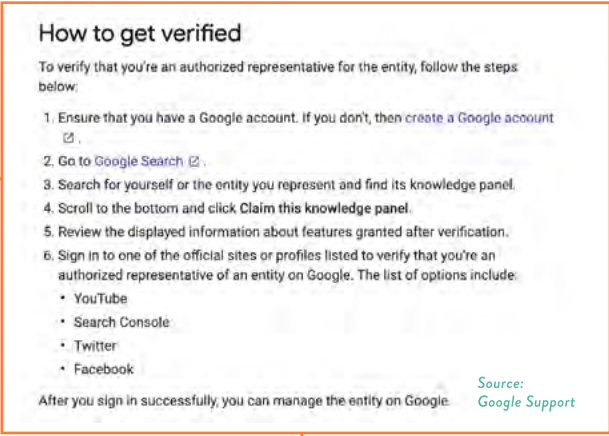 How to get verified
To verify that you're an authorized representative for the entity, follow the steps
below:
1. Ensure that you have a Google account. If you don't, then create a Google account
.
2. Go to Google Search .
3. Search for yourself or the entity you represent and find its knowledge panel.
4. Scroll to the bottom and click Claim this knowledge panel.
5. Review the displayed information about features granted after verification.
6. Sign in to one of the official sites or profiles listed to verify that you're an
authorized representative of an entity on Google. The list of options include:
• YouTube
• Search Console
• Twitter
• Facebook
After you sign in successfully, you can manage the entity on Google.
Source:
Google Support